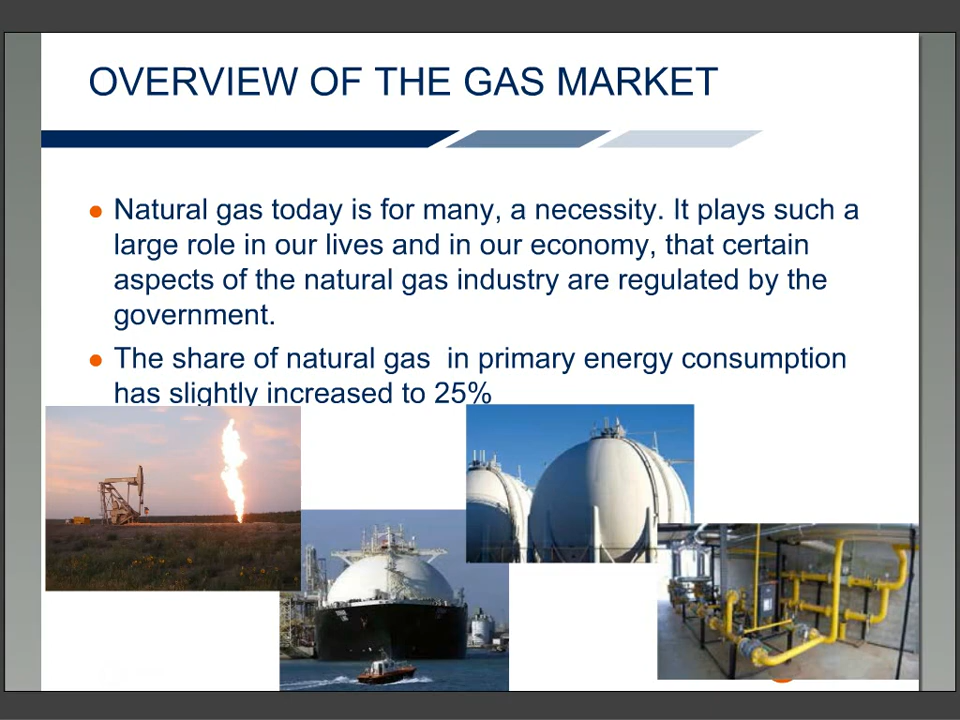 OVERVIEW OF THE GAS MARKET
Natural gas today is for many, a necessity. It plays such a
large role in our lives and in our economy, that certain
aspects of the natural gas industry are regulated by the
government.
The share of natural gas  in primary energy consumption
has slightly increased to 25%